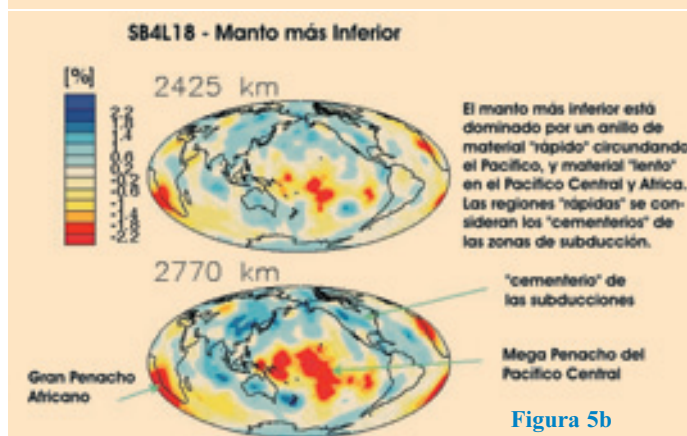 SB4L18 - Manto más Inferior
[%]
2425 km
El manto más inferior está
dominado por un anillo de
material "rápido" circundando
el Pacífico, y material "lento"
en el Pacífico Central y Africa.
Las regiones "rápidas" se con-
sideran los "cementerios" de
las zonas de subducción.
2770 km
"cementerio" de
las subducciones
Mega Penacho del
Pacífico Central
Gran Penacho
Africano
Figura 5b